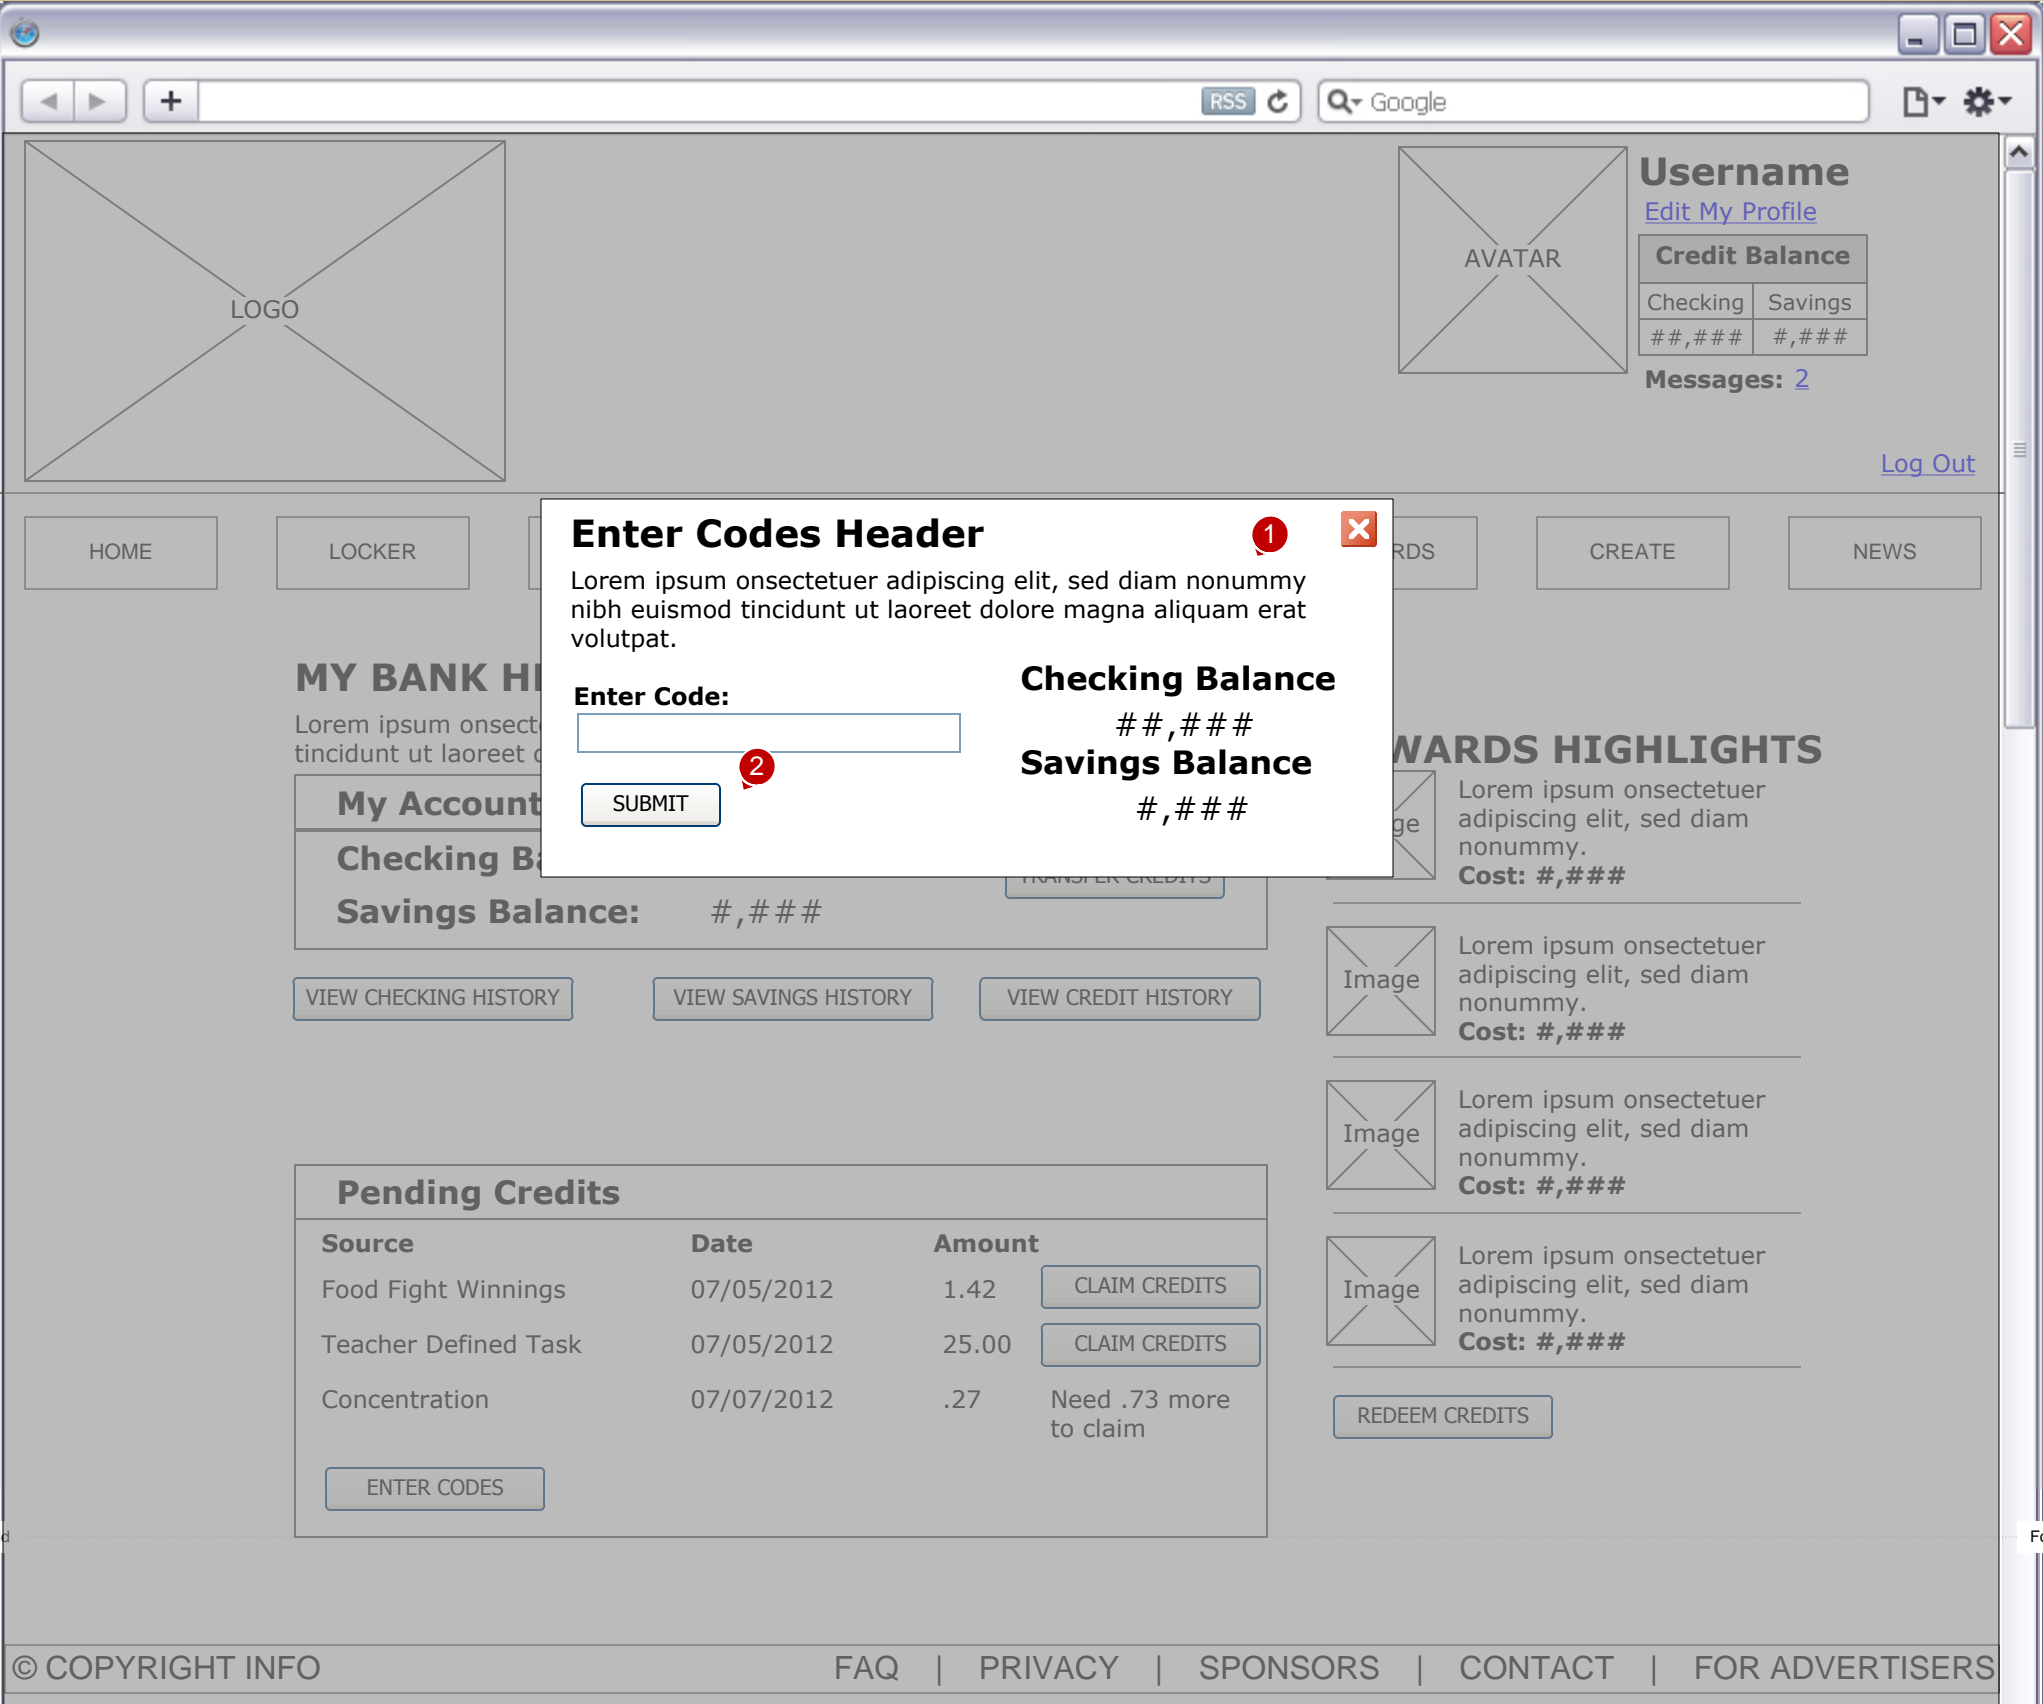 RSS
Google
LOGO
AVATAR
Username
Edit My Profile
Credit Balance
Checking Savings
##,### #,###
Messages: 2
Log Out
HOME
LOCKER
RDS
CREATE
NEWS
Enter Codes Header
1
Lorem ipsum onsectetuer adipiscing elit, sed diam nonummy
nibh euismod tincidunt ut laoreet dolore magna aliquam erat
volutpat.
Enter Code:
2
SUBMIT
Checking Balance
##,###
Savings Balance
#,###
MY BANK H
Lorem ipsum onsect
tincidunt ut laoreet
My Account
Checking Ba
TRANSFER CREDITS
Savings Balance: #,###
VIEW CHECKING HISTORY
VIEW SAVINGS HISTORY
VIEW CREDIT HISTORY
Pending Credits
Source Date Amount
Food Fight Winnings 07/05/2012 1.42 CLAIM CREDITS
Teacher Defined Task 07/05/2012 25.00 CLAIM CREDITS
Concentration 07/07/2012 .27 Need .73 more
to claim
ENTER CODES
WARDS HIGHLIGHTS
ge
Lorem ipsum onsectetuer
adipiscing elit, sed diam
nonummy.
Cost: #,###
Image
Lorem ipsum onsectetuer
adipiscing elit, sed diam
nonummy.
Cost: #,###
Image
Lorem ipsum onsectetuer
adipiscing elit, sed diam
nonummy.
Cost: #,###
Image
Lorem ipsum onsectetuer
adipiscing elit, sed diam
nonummy.
Cost: #,###
REDEEM CREDITS
d
Fo
© COPYRIGHT INFO
FAQ | PRIVACY | SPONSORS | CONTACT | FOR ADVERTISERS